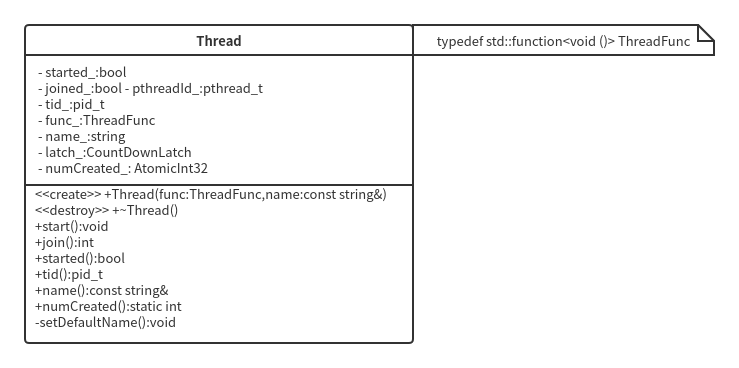 Thread
typedef std::function<void ()> ThreadFunc
- started_:bool
- joined_:bool - pthreadId_:pthread_t
- tid_:pid_t
- func_:ThreadFunc
- name_:string
- latch_:CountDownLatch
- numCreated_: AtomicInt32
<<create>> +Thread(func:ThreadFunc,name:const string&)
<<destroy>> +~Thread()
+start():void
+join():int
+started():bool
+tid():pid_t
+name():const string&
+numCreated():static int
-setDefaultName():void